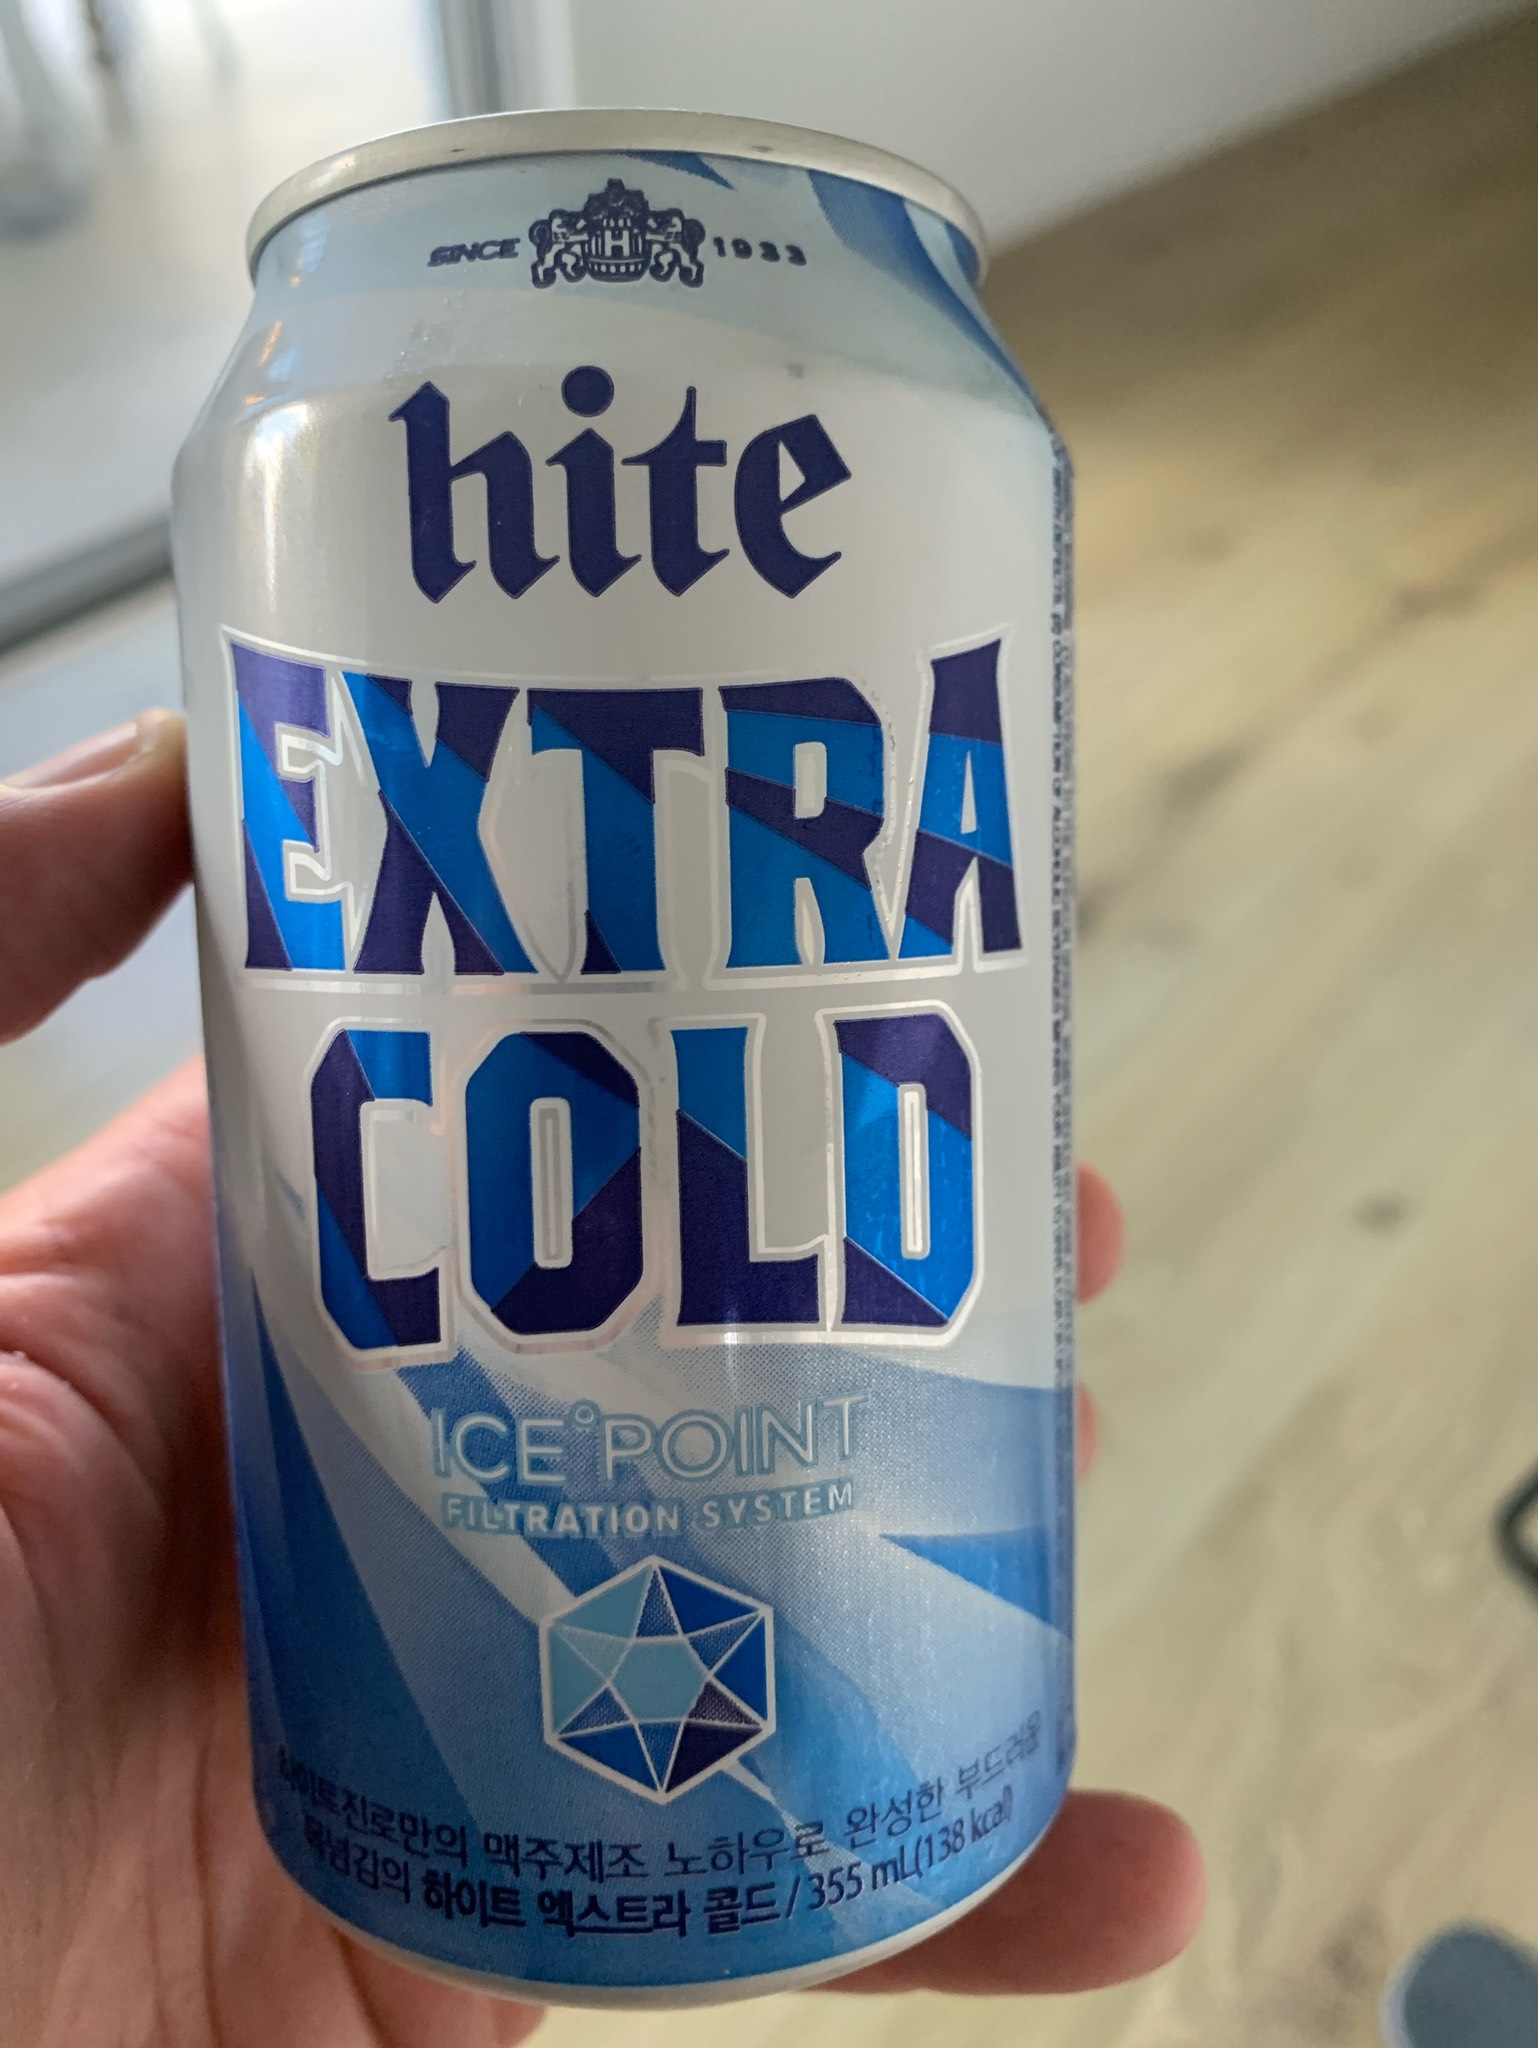 SINCE 1933
hite
EXTRA
COLD
ICE°POINT
FILTRATION SYSTEM
하이트진로만의 맥주제조 노하우로 완성한 부드러운
목넘김의 하이트 엑스트라 콜드 / 355 mL(138 kcal)